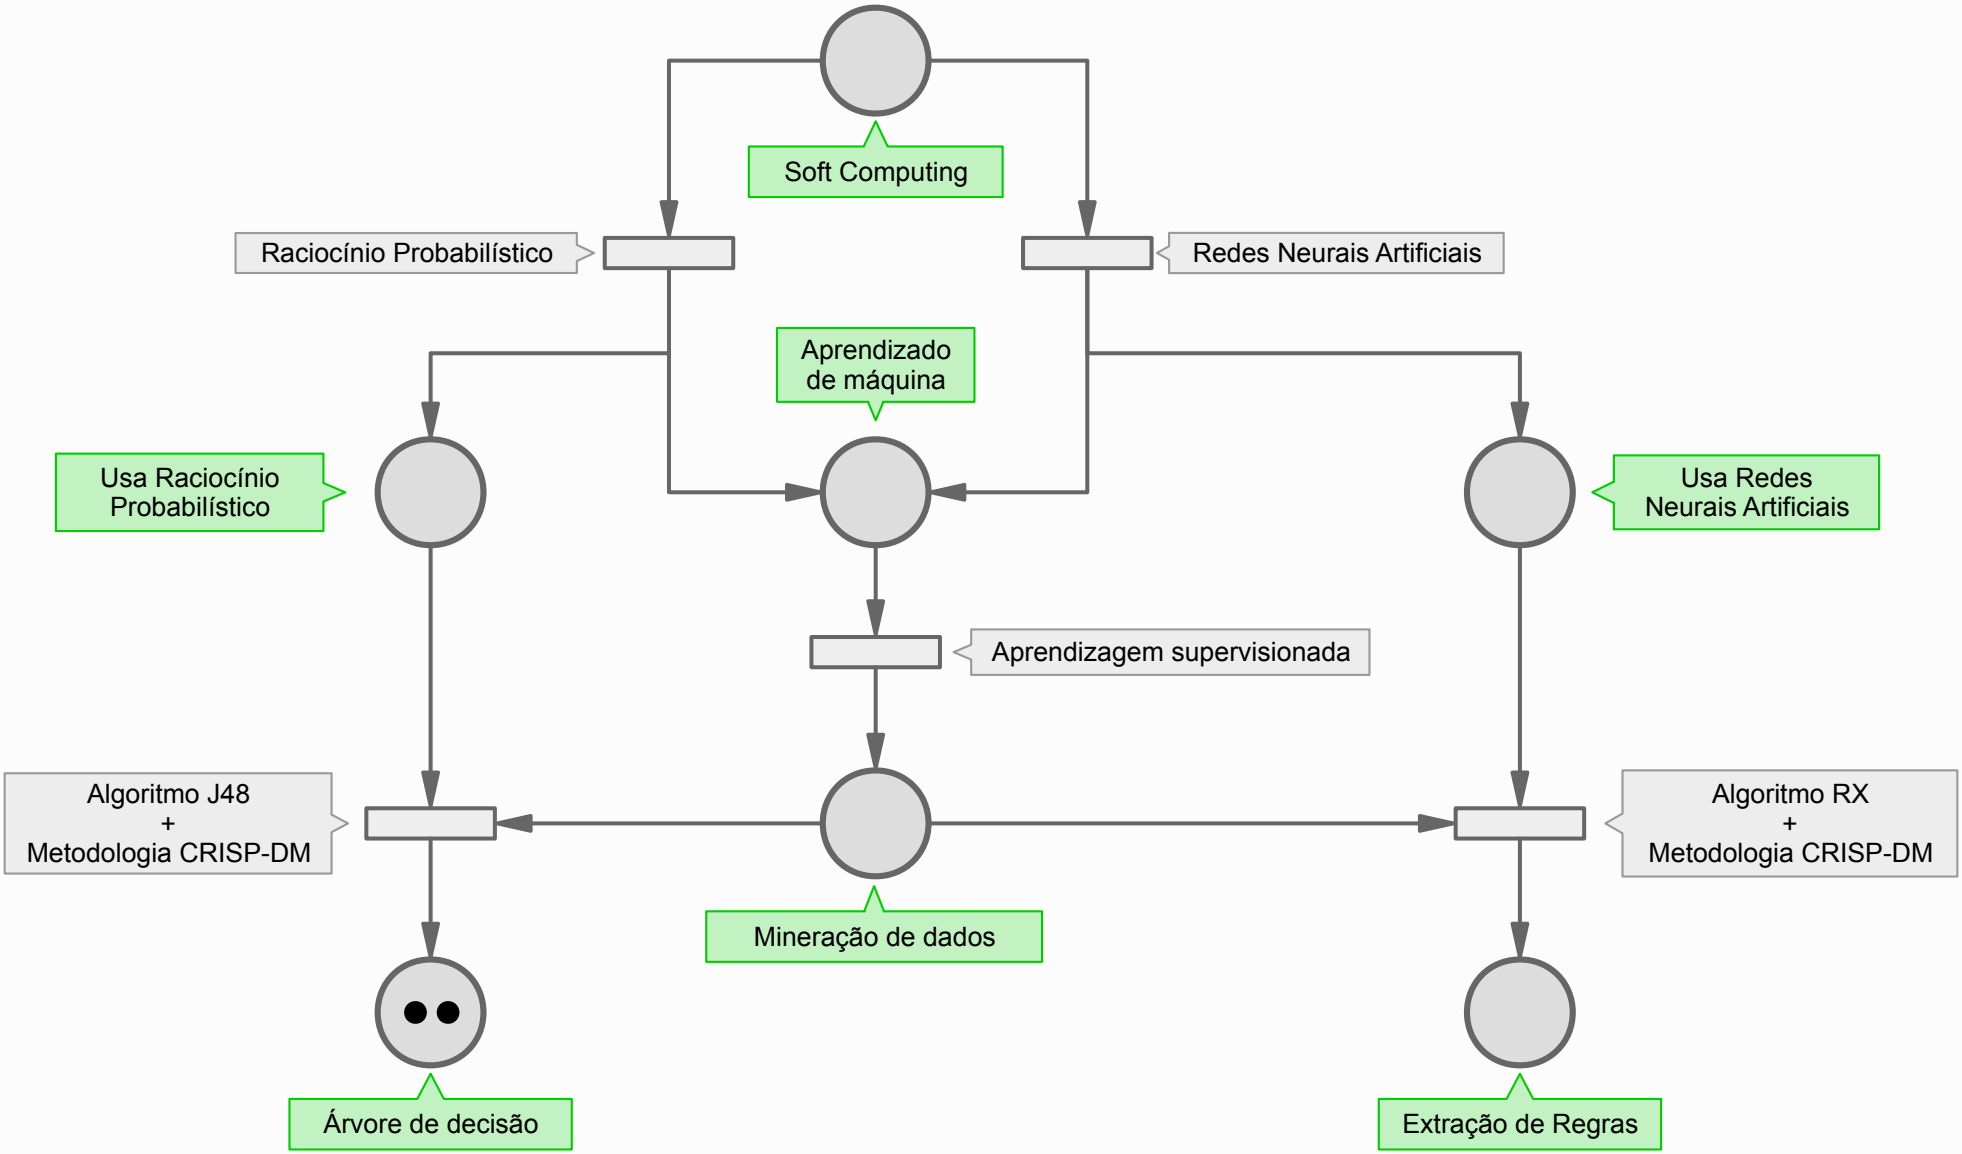 Soft Computing
Raciocínio Probabilístico
Redes Neurais Artificiais
Aprendizado
de máquina
Usa Raciocínio
Probabilístico
Usa Redes
Neurais Artificiais
Aprendizagem supervisionada
Algoritmo J48
+
Metodologia CRISP-DM
Algoritmo RX
+
Metodologia CRISP-DM
Mineração de dados
Árvore de decisão
Extração de Regras